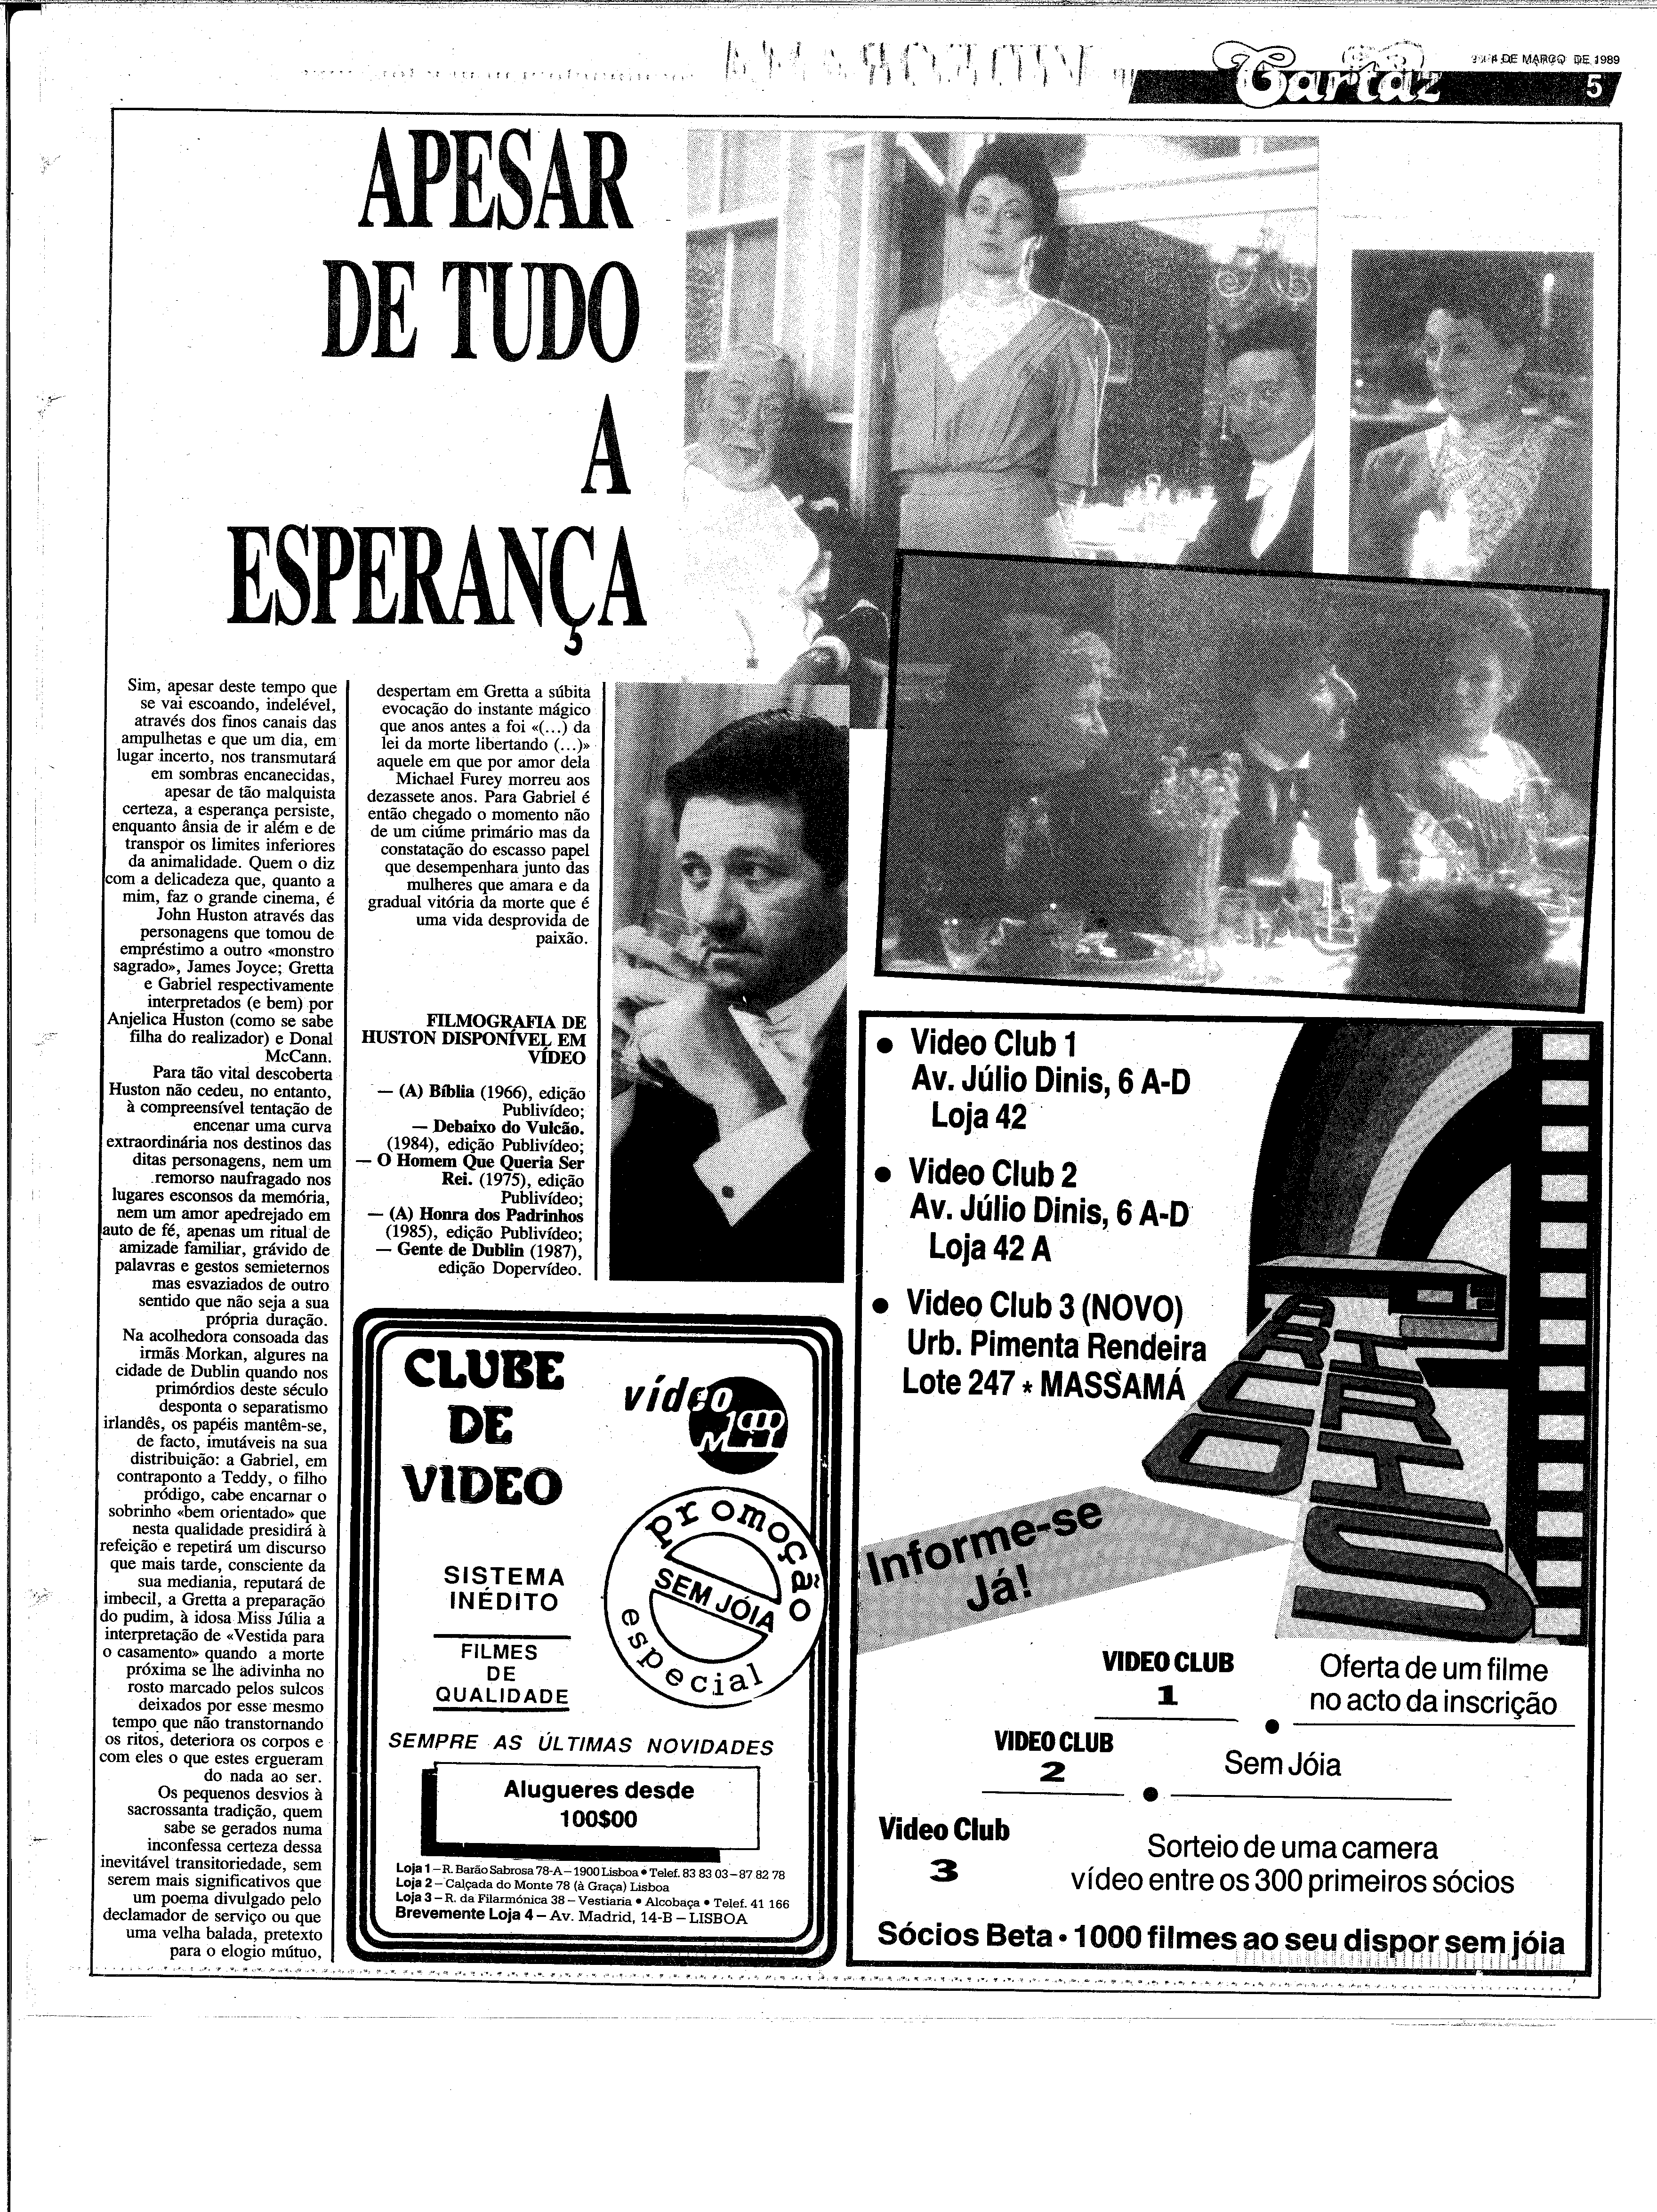 Cartaz
4 DE MARÇO DE 1989
5
APESAR
DE TUDO
A
ESPERANÇA
Sim, apesar deste tempo que
se vai escoando, indelével,
através dos finos canais das
ampulhetas e que um dia, em
lugar incerto, nos transmutará
em sombras encanecidas,
apesar de tão malquista
certeza, a esperança persiste,
enquanto ânsia de ir além e de
transpor os limites inferiores
da animalidade. Quem o diz
com a delicadeza que, quanto a
mim, faz o grande cinema, é
John Huston através das
personagens que tomou de
empréstimo a outro «monstro
sagrado», James Joyce; Gretta
e Gabriel respectivamente
interpretados (e bem) por
Anjelica Huston (como se sabe
filha do realizador) e Donal
McCann.
Para tão vital descoberta
Huston não cedeu, no entanto,
à compreensível tentação de
encenar uma curva
extraordinária nos destinos das
ditas personagens, nem um
remorso naufragado nos
lugares esconsos da memória,
nem um amor apedrejado em
auto de fé, apenas um ritual de
amizade familiar, grávido de
palavras e gestos semieternos
mas esvaziados de outro
sentido que não seja a sua
própria duração.
Na acolhedora consoada das
irmãs Morkan, algures na
cidade de Dublin quando nos
primórdios deste século
desponta o separatismo
irlandês, os papéis mantêm-se,
de facto, imutáveis na sua
distribuição: a Gabriel, em
contraponto a Teddy, o filho
pródigo, cabe encarnar o
sobrinho «bem orientado» que
nesta qualidade presidirá à
refeição e repetirá um discurso
que mais tarde, consciente da
sua mediania, reputará de
imbecil, a Gretta a preparação
do pudim, à idosa Miss Júlia a
interpretação de «Vestida para
o casamento» quando a morte
próxima se lhe adivinha no
rosto marcado pelos sulcos
deixados por esse mesmo
tempo que não transtornando
os ritos, deteriora os corpos e
com eles o que estes ergueram
do nada ao ser.
Os pequenos desvios à
sacrossanta tradição, quem
sabe se gerados numa
inconfessa certeza dessa
inevitável transitoriedade, sem
serem mais significativos que
um poema divulgado pelo
declamador de serviço ou que
uma velha balada, pretexto
para o elogio mútuo,
despertam em Gretta a súbita
evocação do instante mágico
que anos antes a foi «(...) da
lei da morte libertando (...)»
aquele em que por amor dela
Michael Furey morreu aos
dezassete anos. Para Gabriel é
então chegado o momento não
de um ciúme primário mas da
constatação do escasso papel
que desempenhara junto das
mulheres que amara e da
gradual vitória da morte que é
uma vida desprovida de
paixão.
FILMOGRAFIA DE
HUSTON DISPONÍVEL EM
VÍDEO
— (A) Bíblia (1966), edição
Publivídeo;
— Debaixo do Vulcão.
(1984), edição Publivídeo;
— O Homem Que Queria Ser
Rei. (1975), edição
Publivídeo;
— (A) Honra dos Padrinhos
(1985), edição Publivídeo;
— Gente de Dublin (1987),
edição Dopervídeo.
CLUBE
DE
VIDEO
vídeo
1000
promoção
SEM JÓIA
especial
SISTEMA
INÉDITO
FILMES
DE
QUALIDADE
SEMPRE AS ÚLTIMAS NOVIDADES
Alugueres desde
100$00
Loja 1 – R. Barão Sabrosa 78-A – 1900 Lisboa • Telef. 83 83 03 – 87 82 78
Loja 2 – Calçada do Monte 78 (à Graça) Lisboa
Loja 3 – R. da Filarmónica 38 – Vestiaria • Alcobaça • Telef. 41 166
Brevemente Loja 4 – Av. Madrid, 14-B – LISBOA
• Video Club 1
Av. Júlio Dinis, 6 A-D
Loja 42
• Video Club 2
Av. Júlio Dinis, 6 A-D
Loja 42 A
• Video Club 3 (NOVO)
Urb. Pimenta Rendeira
Lote 247 * MASSAMÁ
Informe-se
Já!
VIDEO CLUB
1
Oferta de um filme
no acto da inscrição
VIDEO CLUB
2
Sem Jóia
Video Club
3
Sorteio de uma camera
vídeo entre os 300 primeiros sócios
Sócios Beta • 1000 filmes ao seu dispor sem jóia